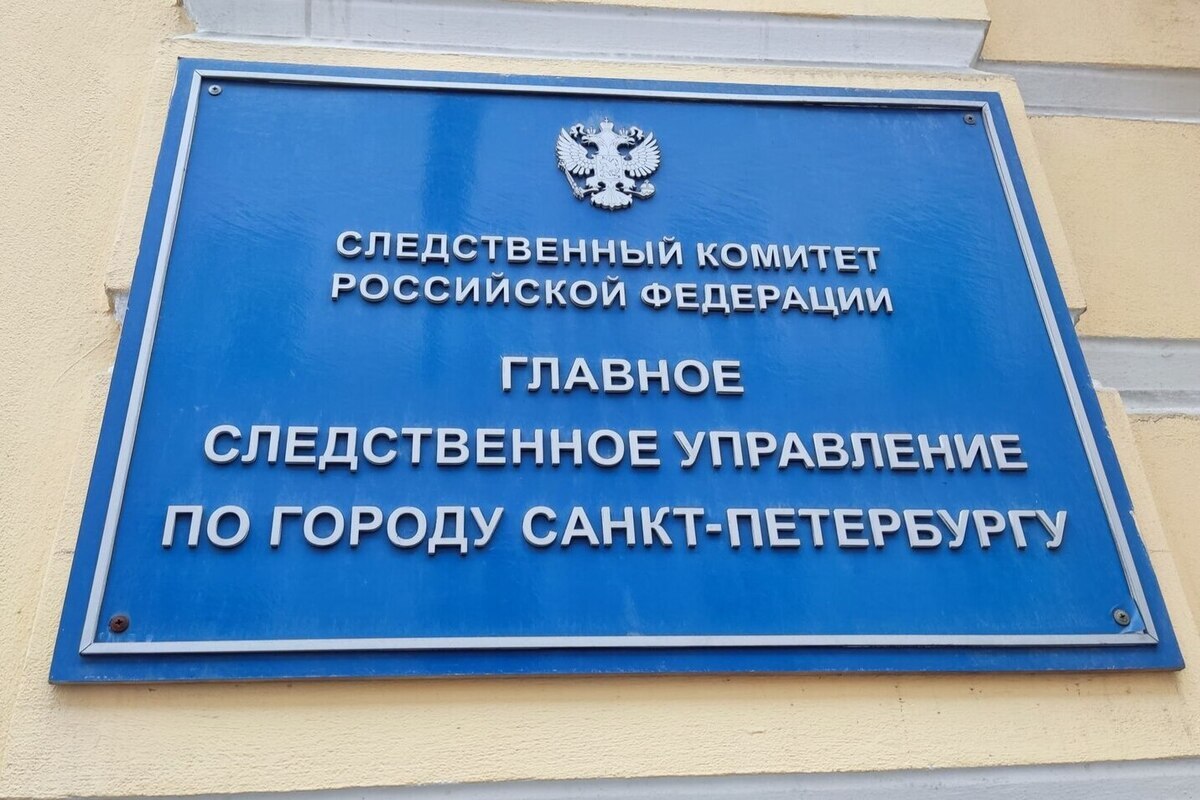 СЛЕДСТВЕННЫЙ КОМИТЕТ
РОССИЙСКОЙ ФЕДЕРАЦИИ
ГЛАВНОЕ
СЛЕДСТВЕННОЕ УПРАВЛЕНИЕ
ПО ГОРОДУ САНКТ-ПЕТЕРБУРГУ